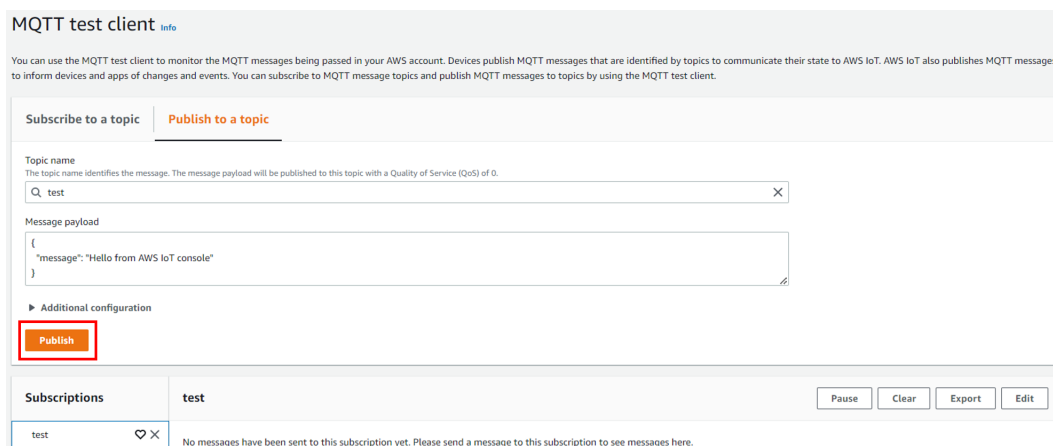 MQTT test client Info
You can use the MQTT test client to monitor the MQTT messages being passed in your AWS account. Devices publish MQTT messages that are identified by topics to communicate their state to AWS IoT. AWS IoT also publishes MQTT messages
to inform devices and apps of changes and events. You can subscribe to MQTT message topics and publish MQTT messages to topics by using the MQTT test client.
Subscribe to a topic Publish to a topic
Topic name
The topic name identifies the message. The message payload will be published to this topic with a Quality of Service (QoS) of 0.
test
Message payload
{
"message": "Hello from AWS IoT console"
}
Additional configuration
Publish
Subscriptions test Pause Clear Export Edit
test
No messages have been sent to this subscription yet. Please send a message to this subscription to see messages here.